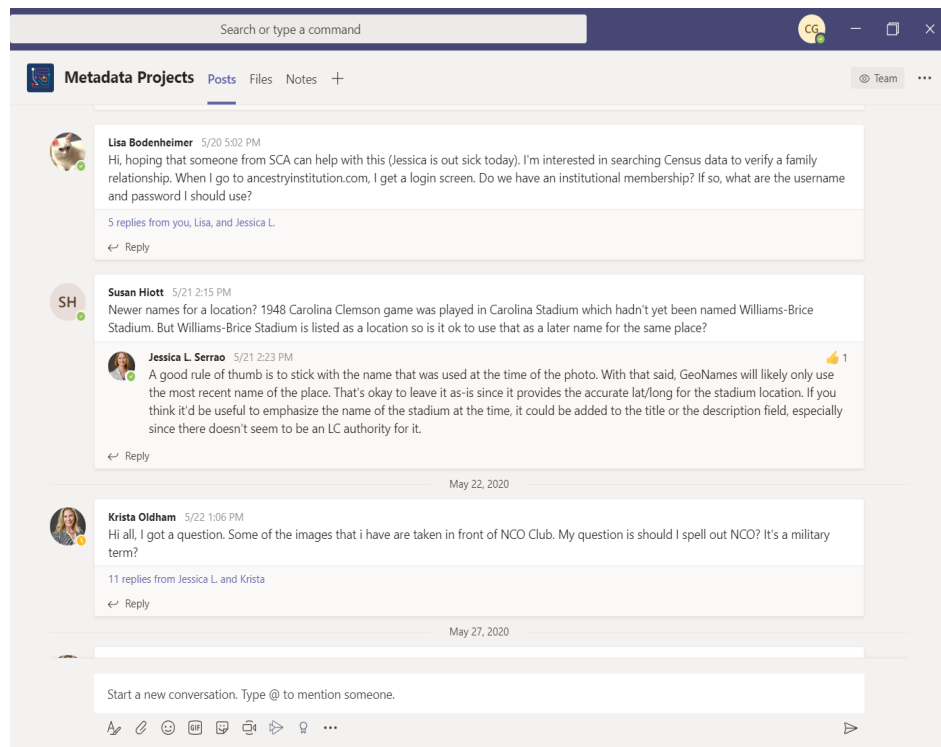 Search or type a command
CG
Metadata Projects Posts Files Notes
Team
Lisa Bodenheimer 5/20 5:02 PM
Hi, hoping that someone from SCA can help with this (Jessica is out sick today). I'm interested in searching Census data to verify a family
relationship. When I go to ancestryinstitution.com, I get a login screen. Do we have an institutional membership? If so, what are the username
and password I should use?
5 replies from you, Lisa, and Jessica L.
Reply
SH
Susan Hiott 5/21 2:15 PM
Newer names for a location? 1948 Carolina Clemson game was played in Carolina Stadium which hadn't yet been named Williams-Brice
Stadium. But Williams-Brice Stadium is listed as a location so is it ok to use that as a later name for the same place?
Jessica L. Serrao 5/21 2:23 PM
1
A good rule of thumb is to stick with the name that was used at the time of the photo. With that said, GeoNames will likely only use
the most recent name of the place. That's okay to leave it as-is since it provides the accurate lat/long for the stadium location. If you
think it'd be useful to emphasize the name of the stadium at the time, it could be added to the title or the description field, especially
since there doesn't seem to be an LC authority for it.
Reply
May 22, 2020
Krista Oldham 5/22 1:06 PM
Hi all, I got a question. Some of the images that i have are taken in front of NCO Club. My question is should I spell out NCO? It's a military
term?
11 replies from Jessica L. and Krista
Reply
May 27, 2020
Start a new conversation. Type @ to mention someone.
GIF